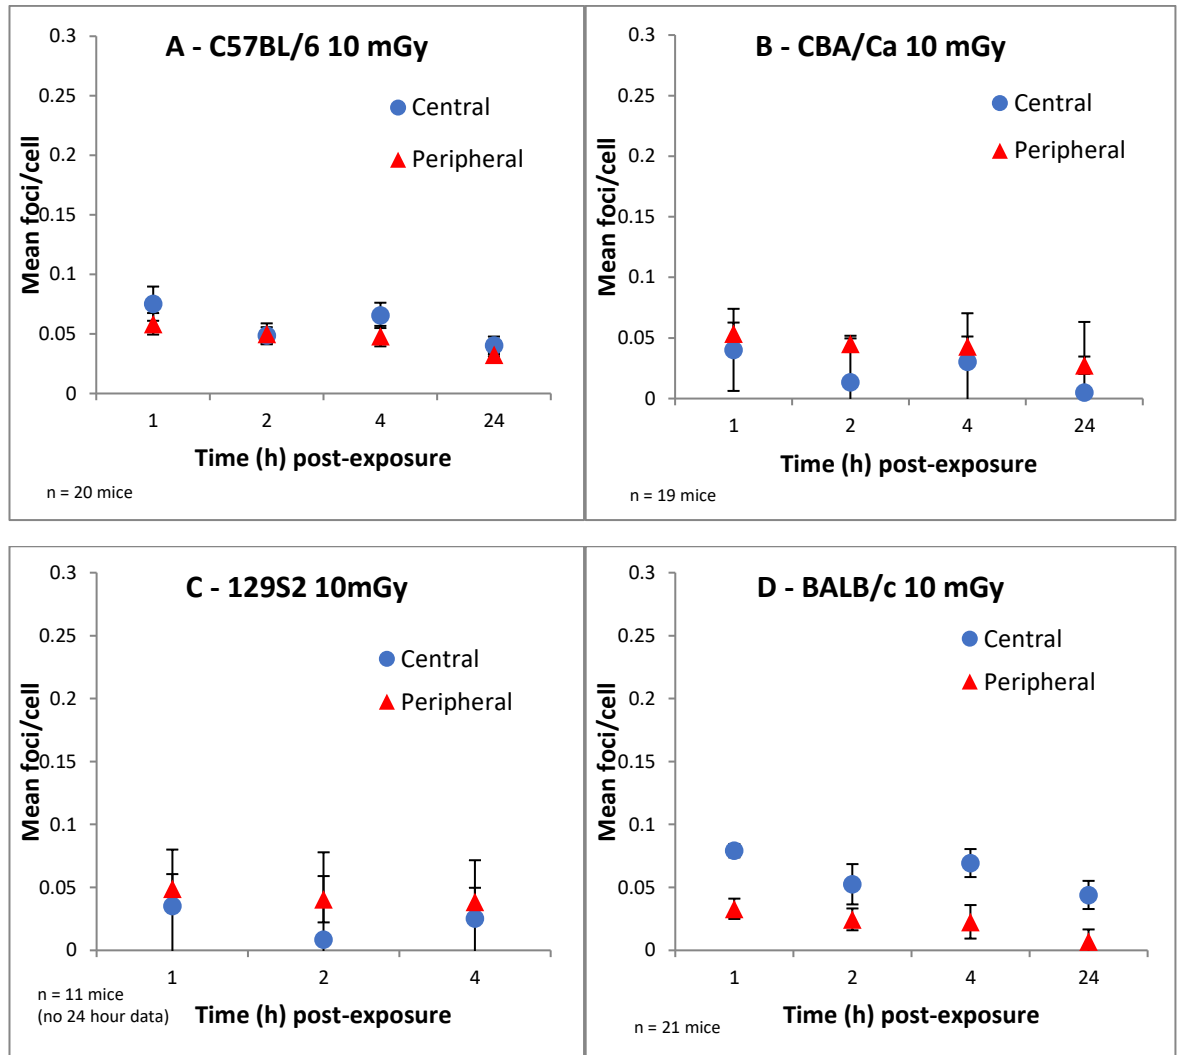 A - C57BL/6 10 mGy
Central
Peripheral
Mean foci/cell
0.3
0.25
0.2
0.15
0.1
0.05
0
1 2 4 24
Time (h) post-exposure
n = 20 mice
B - CBA/Ca 10 mGy
Central
Peripheral
Mean foci/cell
0.3
0.25
0.2
0.15
0.1
0.05
0
1 2 4 24
Time (h) post-exposure
n = 19 mice
C - 129S2 10mGy
Central
Peripheral
Mean foci/cell
0.3
0.25
0.2
0.15
0.1
0.05
0
1 2 4
n = 11 mice
(no 24 hour data)
Time (h) post-exposure
D - BALB/c 10 mGy
Central
Peripheral
Mean foci/cell
0.3
0.25
0.2
0.15
0.1
0.05
0
1 2 4 24
Time (h) post-exposure
n = 21 mice